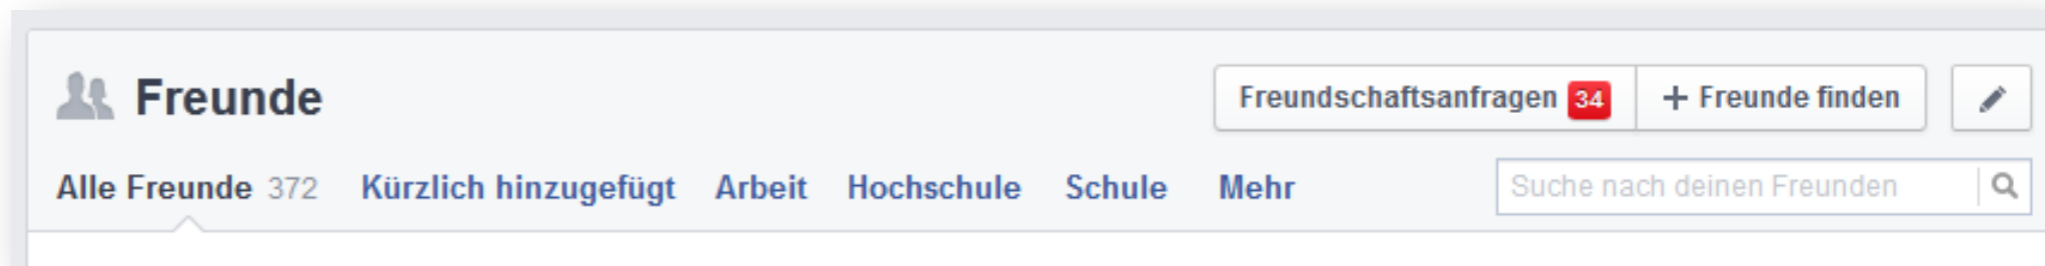 Freunde
Freundschaftsanfragen 34
+ Freunde finden
Alle Freunde 372 Kürzlich hinzugefügt Arbeit Hochschule Schule Mehr
Suche nach deinen Freunden